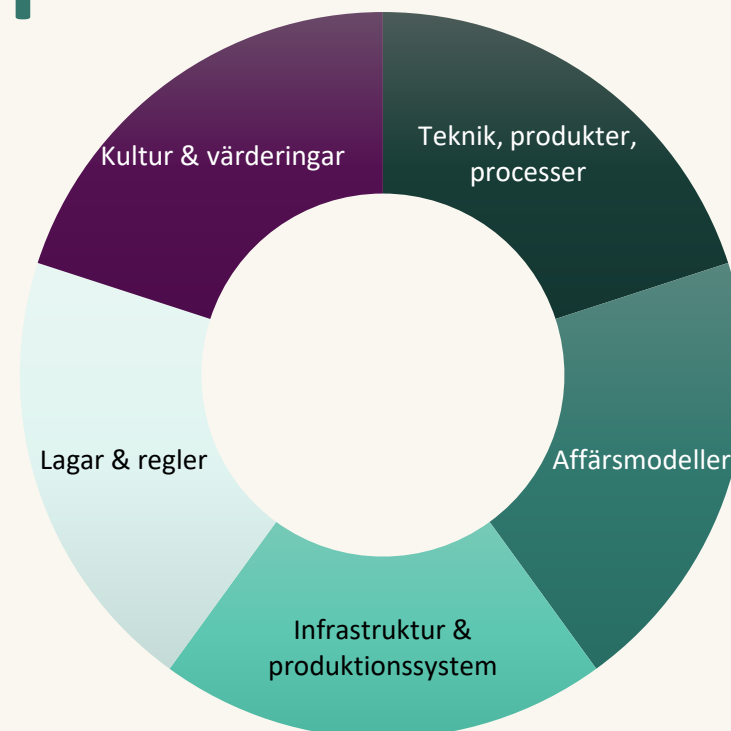 Kultur & värderingar
Teknik, produkter,
processer
Lagar & regler
Affärsmodeller
Infrastruktur &
produktionssystem